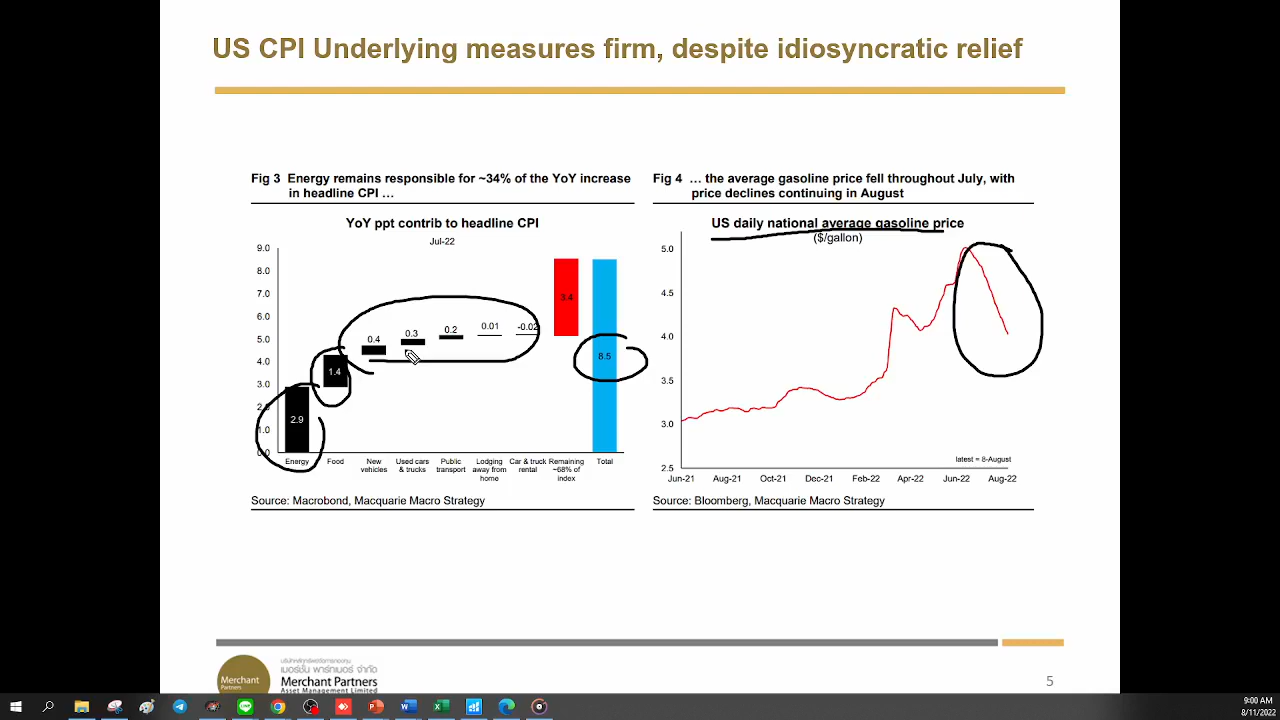 US CPI Underlying measures firm, despite idiosyncratic relief
Fig 3 Energy remains responsible for ~34% of the YoY increase
in headline CPI …
YoY ppt contrib to headline CPI
Jul-22
9.0
8.0
7.0
6.0
5.0
4.0
3.0
2.0
1.0
0.0
2.9
1.4
0.4
0.3
0.2
0.01
-0.02
3.4
8.5
Energy
Food
New
vehicles
Used cars
& trucks
Public
transport
Lodging
away from
home
Car & truck
rental
Remaining
~68% of
index
Total
Source: Macrobond, Macquarie Macro Strategy
Fig 4 … the average gasoline price fell throughout July, with
price declines continuing in August
US daily national average gasoline price
($/gallon)
5.0
4.5
4.0
3.5
3.0
2.5
latest = 8-August
Jun-21 Aug-21 Oct-21 Dec-21 Feb-22 Apr-22 Jun-22 Aug-22
Source: Bloomberg, Macquarie Macro Strategy
Merchant
Partners
บริษัทหลักทรัพย์จัดการกองทุน
เมอร์ชั่น พาร์ทเนอร์ จำกัด
Merchant Partners
Asset Management Limited
5
9:00 AM
8/11/2022